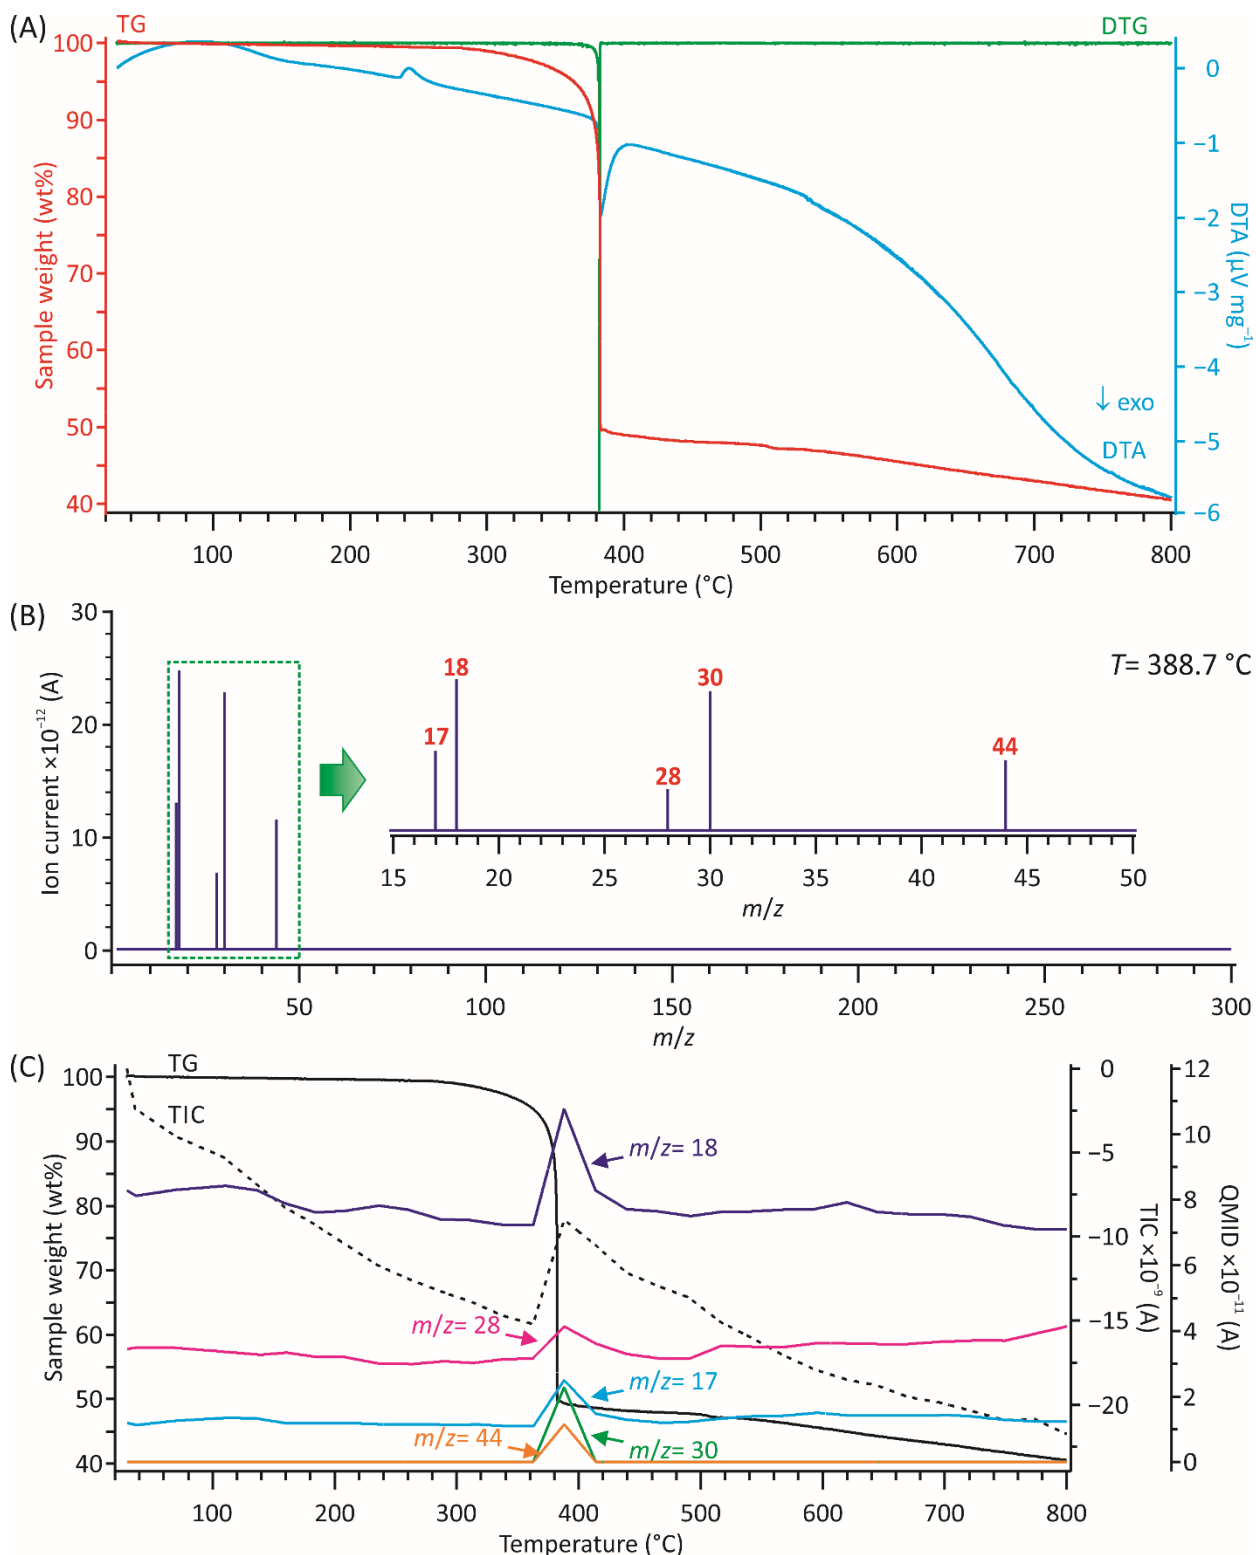 (A)
TG
DTG
100
90
80
70
60
50
40
Sample weight (wt%)
0
−1
−2
−3
−4
−5
−6
DTA (µV mg⁻¹)
↓ exo
DTA
100 200 300 400 500 600 700 800
Temperature (°C)
(B)
30
20
10
0
Ion current ×10⁻¹² (A)
T= 388.7 °C
17 18 28 30 44
15 20 25 30 35 40 45 50
m/z
50 100 150 200 250 300
m/z
(C)
TG
TIC
100
90
80
70
60
50
40
Sample weight (wt%)
m/z= 18
m/z= 28
m/z= 17
m/z= 44
m/z= 30
0
−5
−10
−15
−20
TIC ×10⁻⁹ (A)
12
10
8
6
4
2
0
QMID ×10⁻¹¹ (A)
100 200 300 400 500 600 700 800
Temperature (°C)